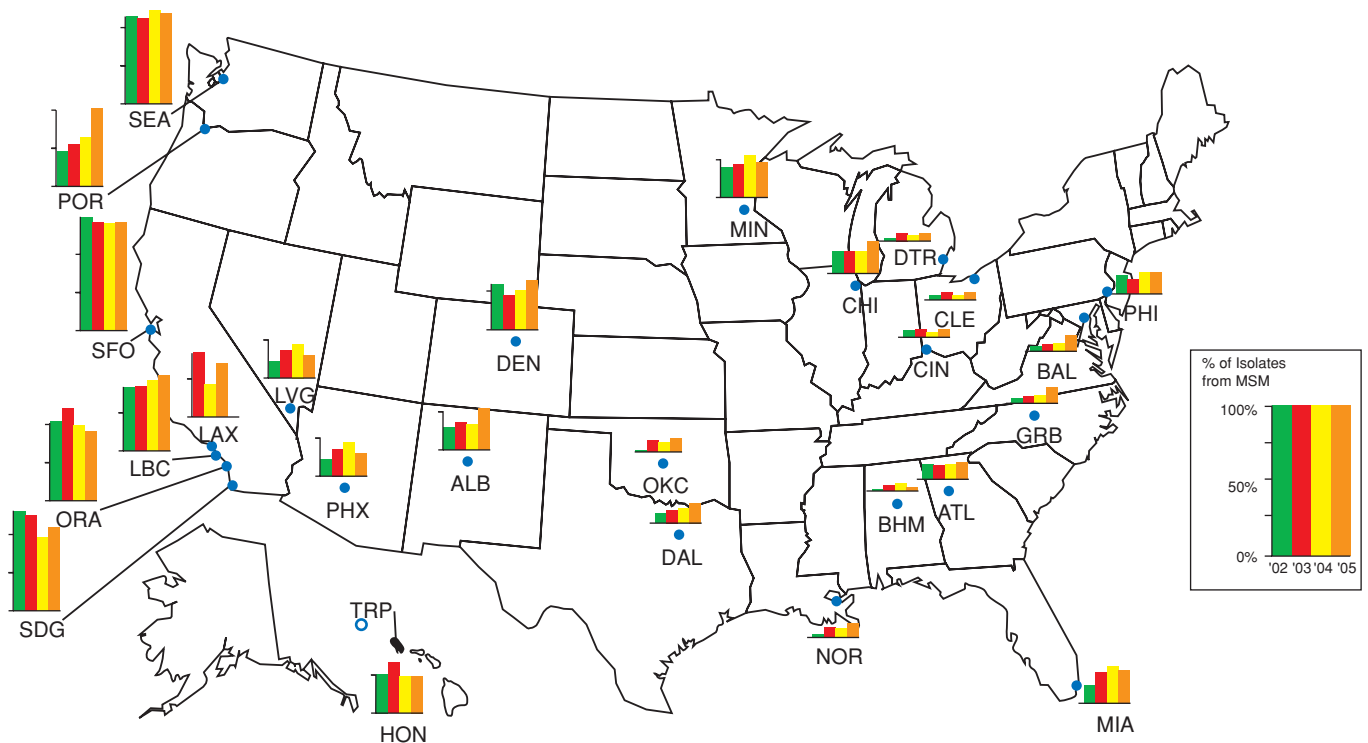 SEA
POR
MIN
DTR
CHI
CLE
PHI
SFO
DEN
CIN
BAL
LVG
LAX
GRB
LBC
ALB
OKC
PHX
BHM
ATL
ORA
DAL
SDG
TRP
NOR
HON
MIA
% of Isolates
from MSM
100%
50%
0%
'02 '03 '04 '05